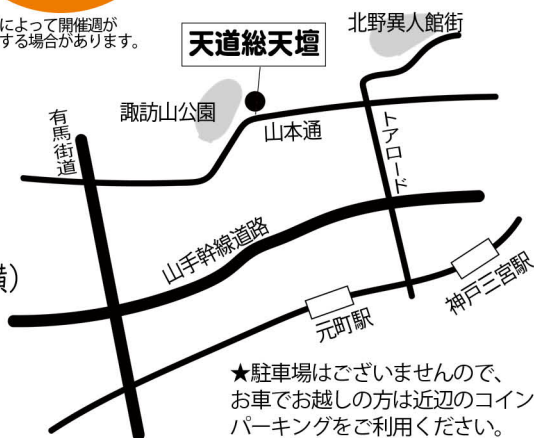 によって開催週が
する場合があります。
天道総天壇
北野異人館街
諏訪山公園
有馬街道
山本通
トアロード
山手幹線道路
)
元町駅
神戸三宮駅
★駐車場はございませんので、
お車でお越しの方は近辺のコイン
パーキングをご利用ください。